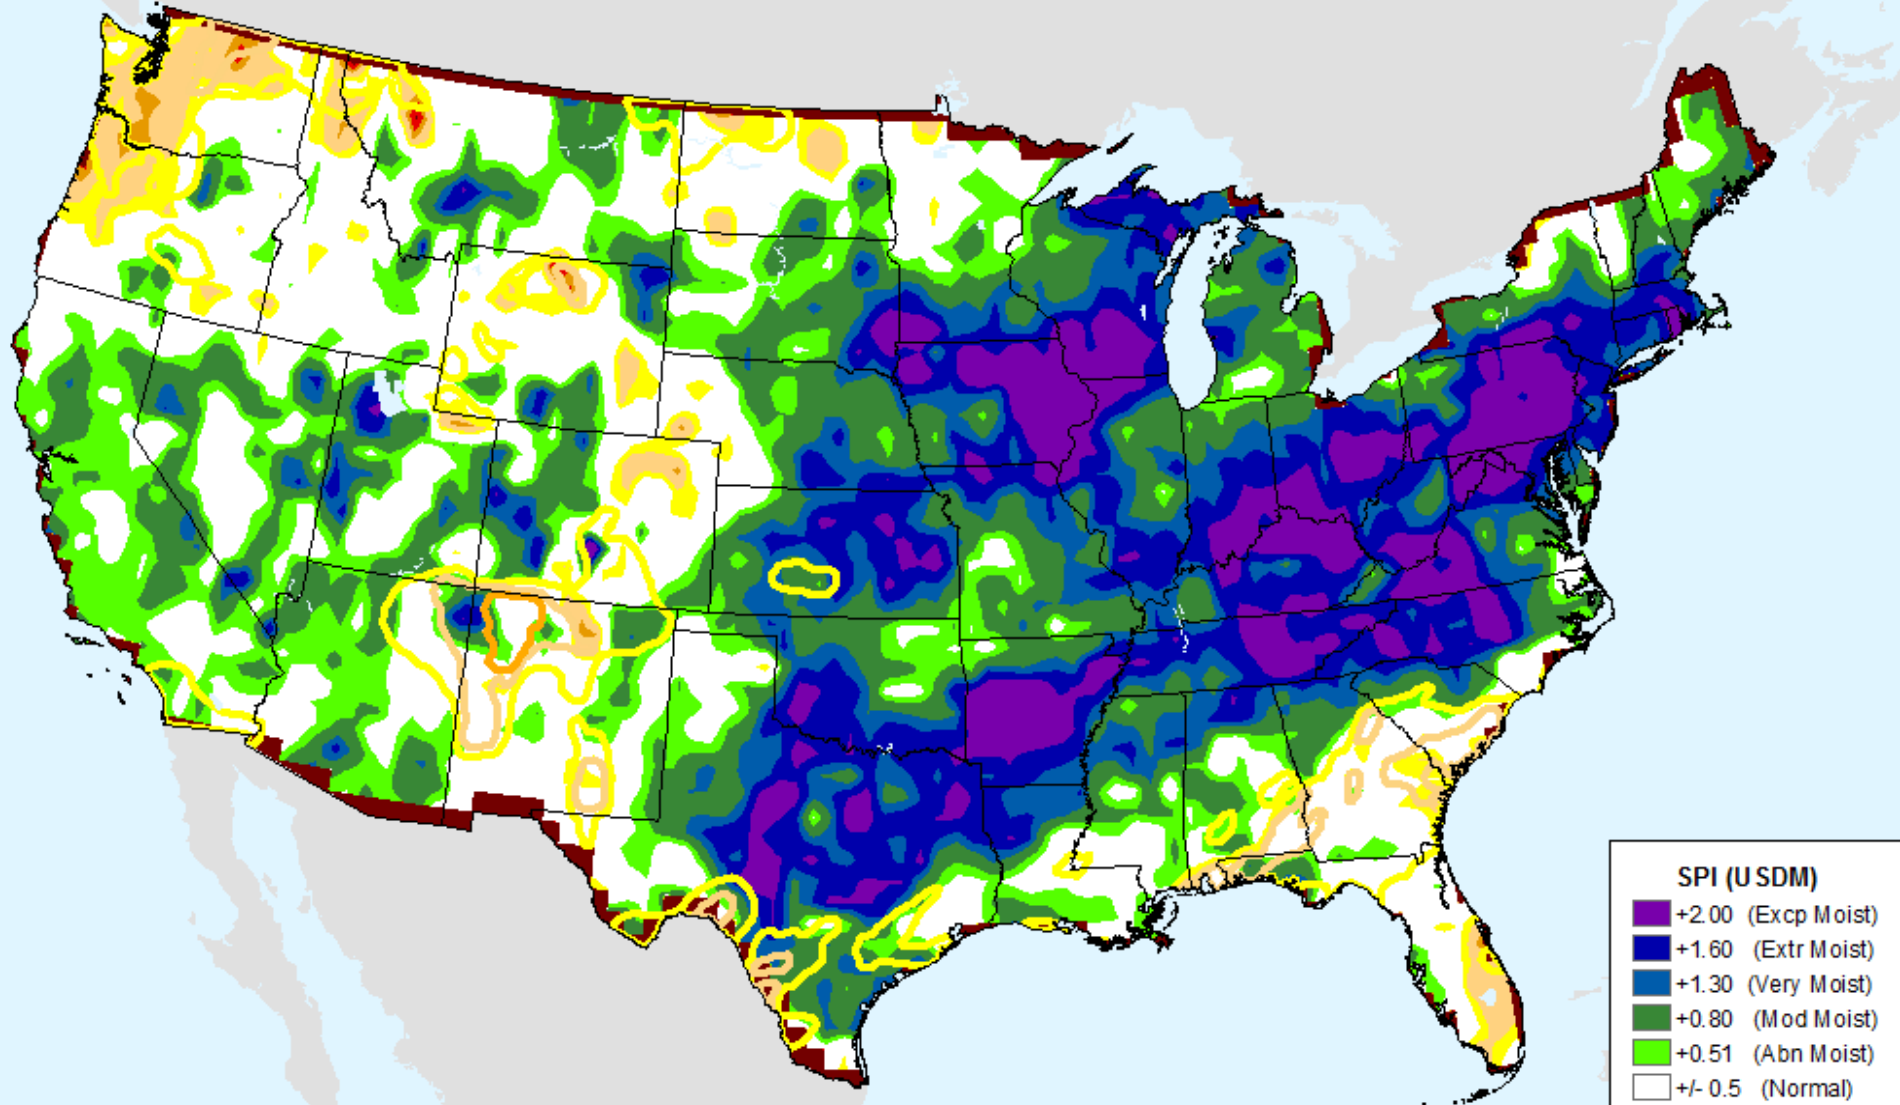 SPI (USDM)
+2.00 (Excp Moist)
+1.60 (Extr Moist)
+1.30 (Very Moist)
+0.80 (Mod Moist)
+0.51 (Abn Moist)
+/- 0.5 (Normal)